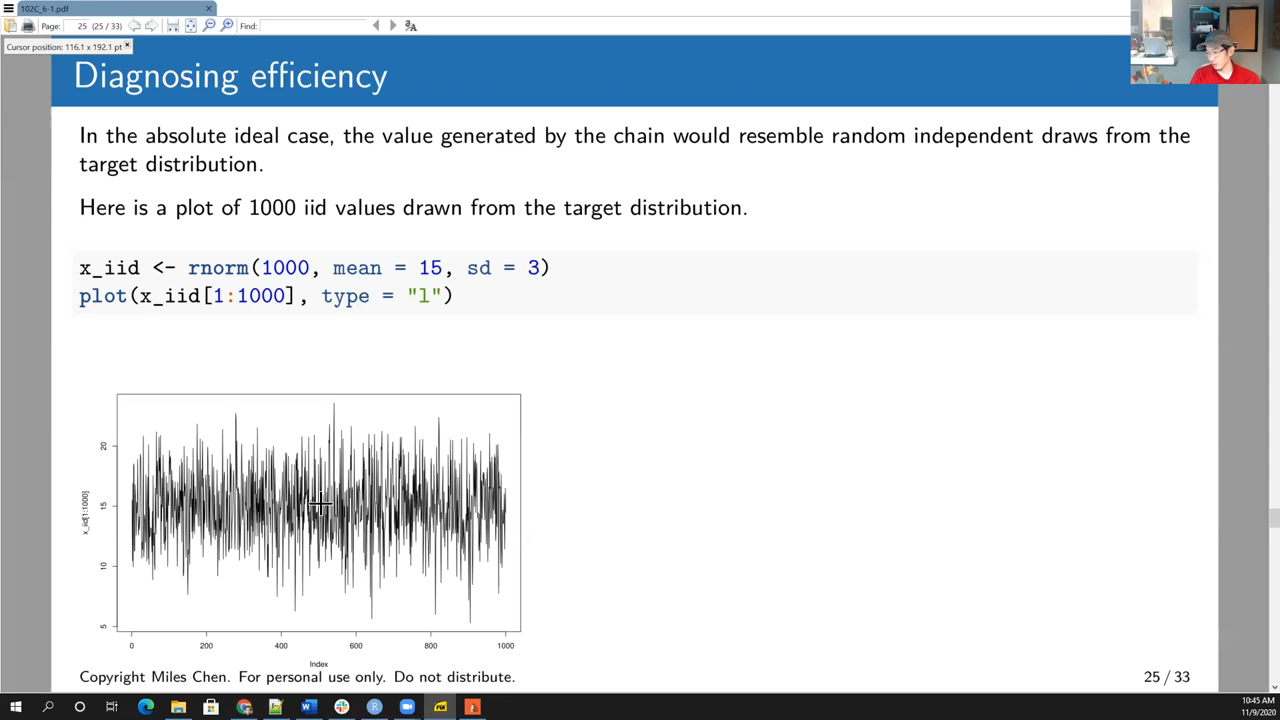 102C_6-1.pdf
Page: 25 (25 / 33) Find:
Cursor position: 116.1 x 192.1 pt
Diagnosing efficiency
In the absolute ideal case, the value generated by the chain would resemble random independent draws from the
target distribution.
Here is a plot of 1000 iid values drawn from the target distribution.
x_iid <- rnorm(1000, mean = 15, sd = 3)
plot(x_iid[1:1000], type = "l")
x_iid[1:1000]
20
15
10
5
0 200 400 600 800 1000
Index
Copyright Miles Chen. For personal use only. Do not distribute. 25 / 33
10:45 AM
11/9/2020